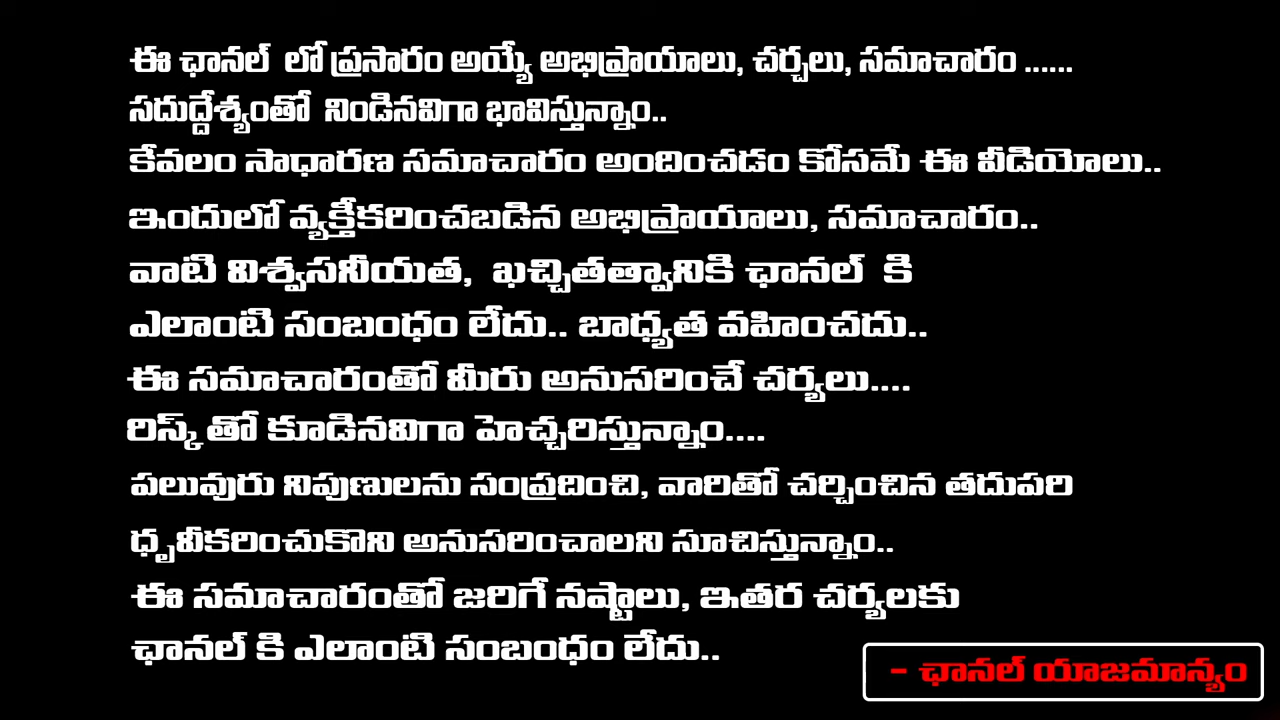 ఈ ఛానల్ లో ప్రసారం అయ్యే అభిప్రాయాలు, చర్చలు, సమాచారం ......
సదుద్దేశ్యంతో నిండినవిగా భావిస్తున్నాం..
కేవలం సాధారణ సమాచారం అందించడం కోసమే ఈ వీడియోలు..
ఇందులో వ్యక్తీకరించబడిన అభిప్రాయాలు, సమాచారం..
వాటి విశ్వసనీయత, ఖచ్చితత్వానికి ఛానల్ కి
ఎలాంటి సంబంధం లేదు.. బాధ్యత వహించదు..
ఈ సమాచారంతో మీరు అనుసరించే చర్యలు....
రిస్క్ తో కూడినవిగా హెచ్చరిస్తున్నాం....
పలువురు నిపుణులను సంప్రదించి, వారితో చర్చించిన తదుపరి
ధృవీకరించుకొని అనుసరించాలని సూచిస్తున్నాం..
ఈ సమాచారంతో జరిగే నష్టాలు, ఇతర చర్యలకు
ఛానల్ కి ఎలాంటి సంబంధం లేదు..
- ఛానల్ యాజమాన్యం